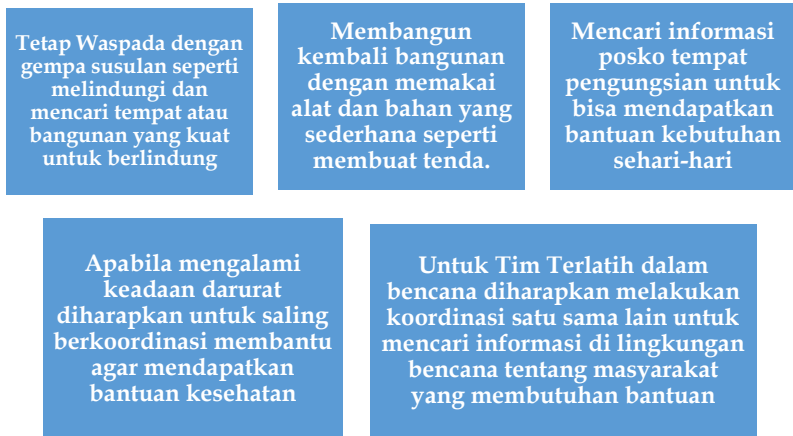 Tetap Waspada dengan
gempa susulan seperti
melindungi dan
mencari tempat atau
bangunan yang kuat
untuk berlindung
Membangun
kembali bangunan
dengan memakai
alat dan bahan yang
sederhana seperti
membuat tenda.
Mencari informasi
posko tempat
pengungsian untuk
bisa mendapatkan
bantuan kebutuhan
sehari-hari
Apabila mengalami
keadaan darurat
diharapkan untuk saling
berkoordinasi membantu
agar mendapatkan
bantuan kesehatan
Untuk Tim Terlatih dalam
bencana diharapkan melakukan
koordinasi satu sama lain untuk
mencari informasi di lingkungan
bencana tentang masyarakat
yang membutuhan bantuan